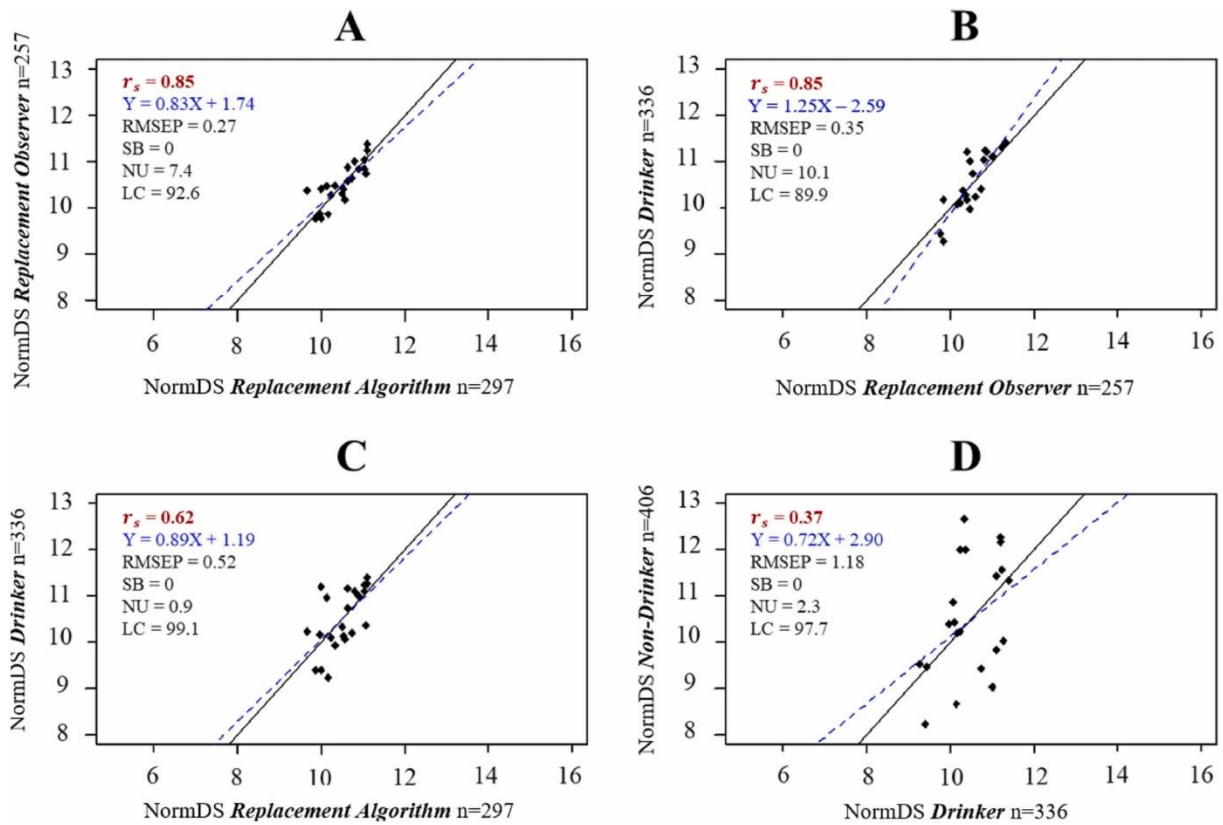 A
NormDS Replacement Observer n=257
13
12
11
10
9
8
rs = 0.85
Y = 0.83X + 1.74
RMSEP = 0.27
SB = 0
NU = 7.4
LC = 92.6
6 8 10 12 14 16
NormDS Replacement Algorithm n=297
B
NormDS Drinker n=336
13
12
11
10
9
8
rs = 0.85
Y = 1.25X – 2.59
RMSEP = 0.35
SB = 0
NU = 10.1
LC = 89.9
6 8 10 12 14 16
NormDS Replacement Observer n=257
C
NormDS Drinker n=336
13
12
11
10
9
8
rs = 0.62
Y = 0.89X + 1.19
RMSEP = 0.52
SB = 0
NU = 0.9
LC = 99.1
6 8 10 12 14 16
NormDS Replacement Algorithm n=297
D
NormDS Non-Drinker n=406
13
12
11
10
9
8
rs = 0.37
Y = 0.72X + 2.90
RMSEP = 1.18
SB = 0
NU = 2.3
LC = 97.7
6 8 10 12 14 16
NormDS Drinker n=336